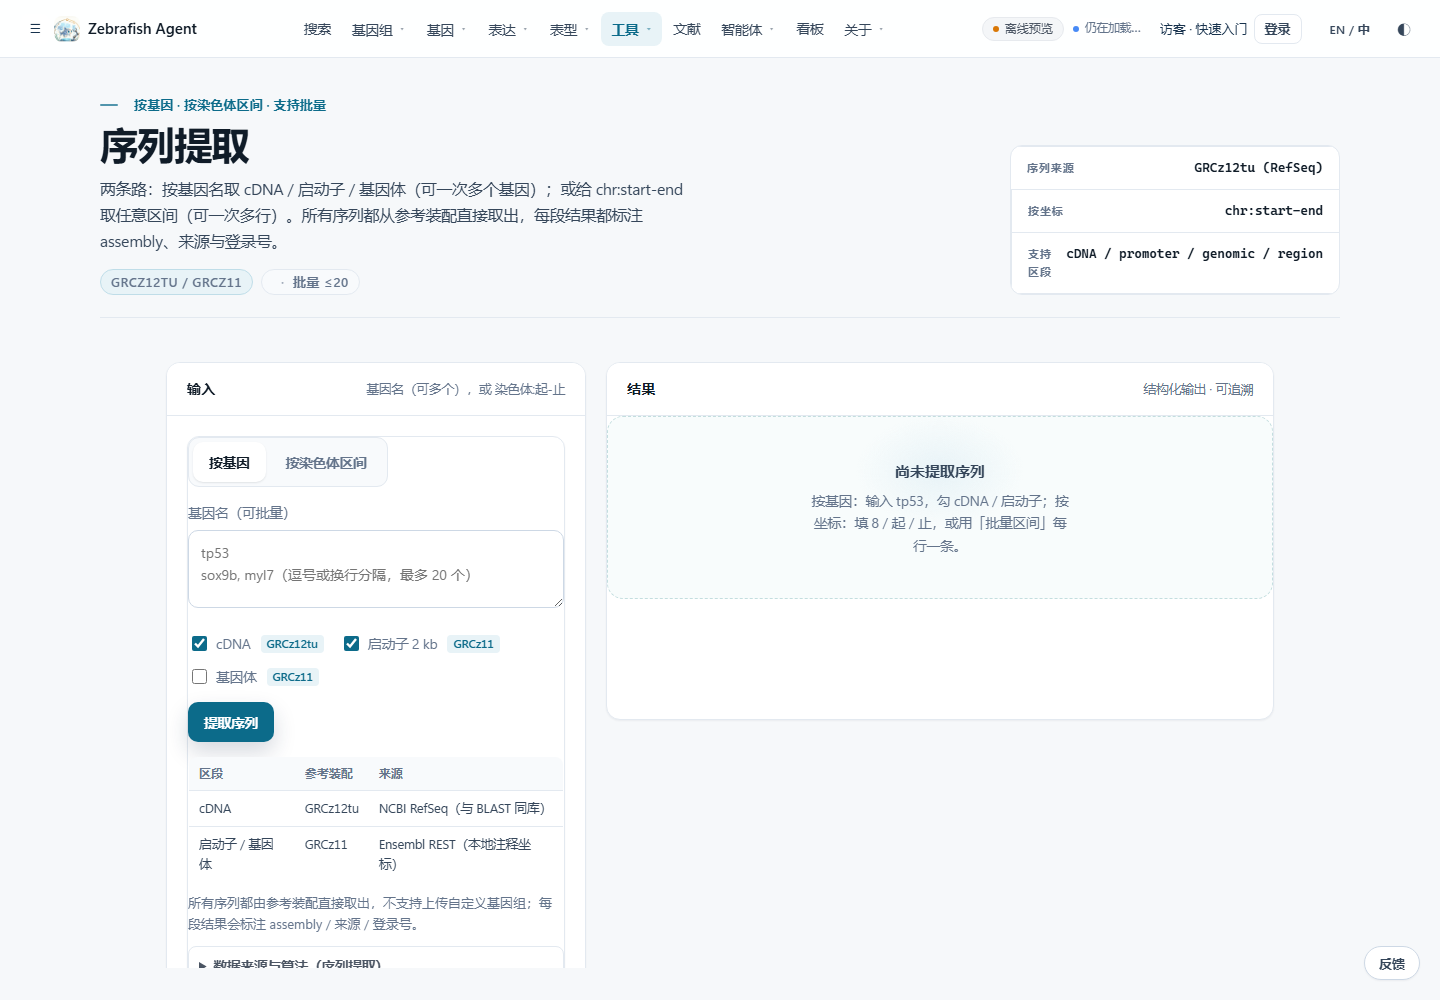 ☰ Zebrafish Agent 搜索 基因组 基因 表达 表型 工具 文献 智能体 看板 关于 离线预览 仍在加载... 访客 · 快速入门 登录 EN / 中
按基因 · 按染色体区间 · 支持批量
序列提取
两条路：按基因名取 cDNA / 启动子 / 基因体（可一次多个基因）；或给 chr:start-end
取任意区间（可一次多行）。所有序列都从参考装配直接取出，每段结果都标注
assembly、来源与登录号。
GRCZ12TU / GRCZ11 · 批量 ≤20
序列来源 GRCz12tu (RefSeq)
按坐标 chr:start-end
支持区段 cDNA / promoter / genomic / region
输入 基因名（可多个），或 染色体:起-止
按基因 按染色体区间
基因名（可批量）
tp53
sox9b, myl7（逗号或换行分隔，最多 20 个）
cDNA GRCz12tu 启动子 2 kb GRCz11
基因体 GRCz11
提取序列
区段 参考装配 来源
cDNA GRCz12tu NCBI RefSeq（与 BLAST 同库）
启动子 / 基因体 GRCz11 Ensembl REST（本地注释坐标）
所有序列都由参考装配直接取出，不支持上传自定义基因组；每
段结果会标注 assembly / 来源 / 登录号。
▶ 数据来源与算法（序列提取）
结果 结构化输出 · 可追溯
尚未提取序列
按基因：输入 tp53，勾 cDNA / 启动子；按
坐标：填 8 / 起 / 止，或用「批量区间」每
行一条。
反馈